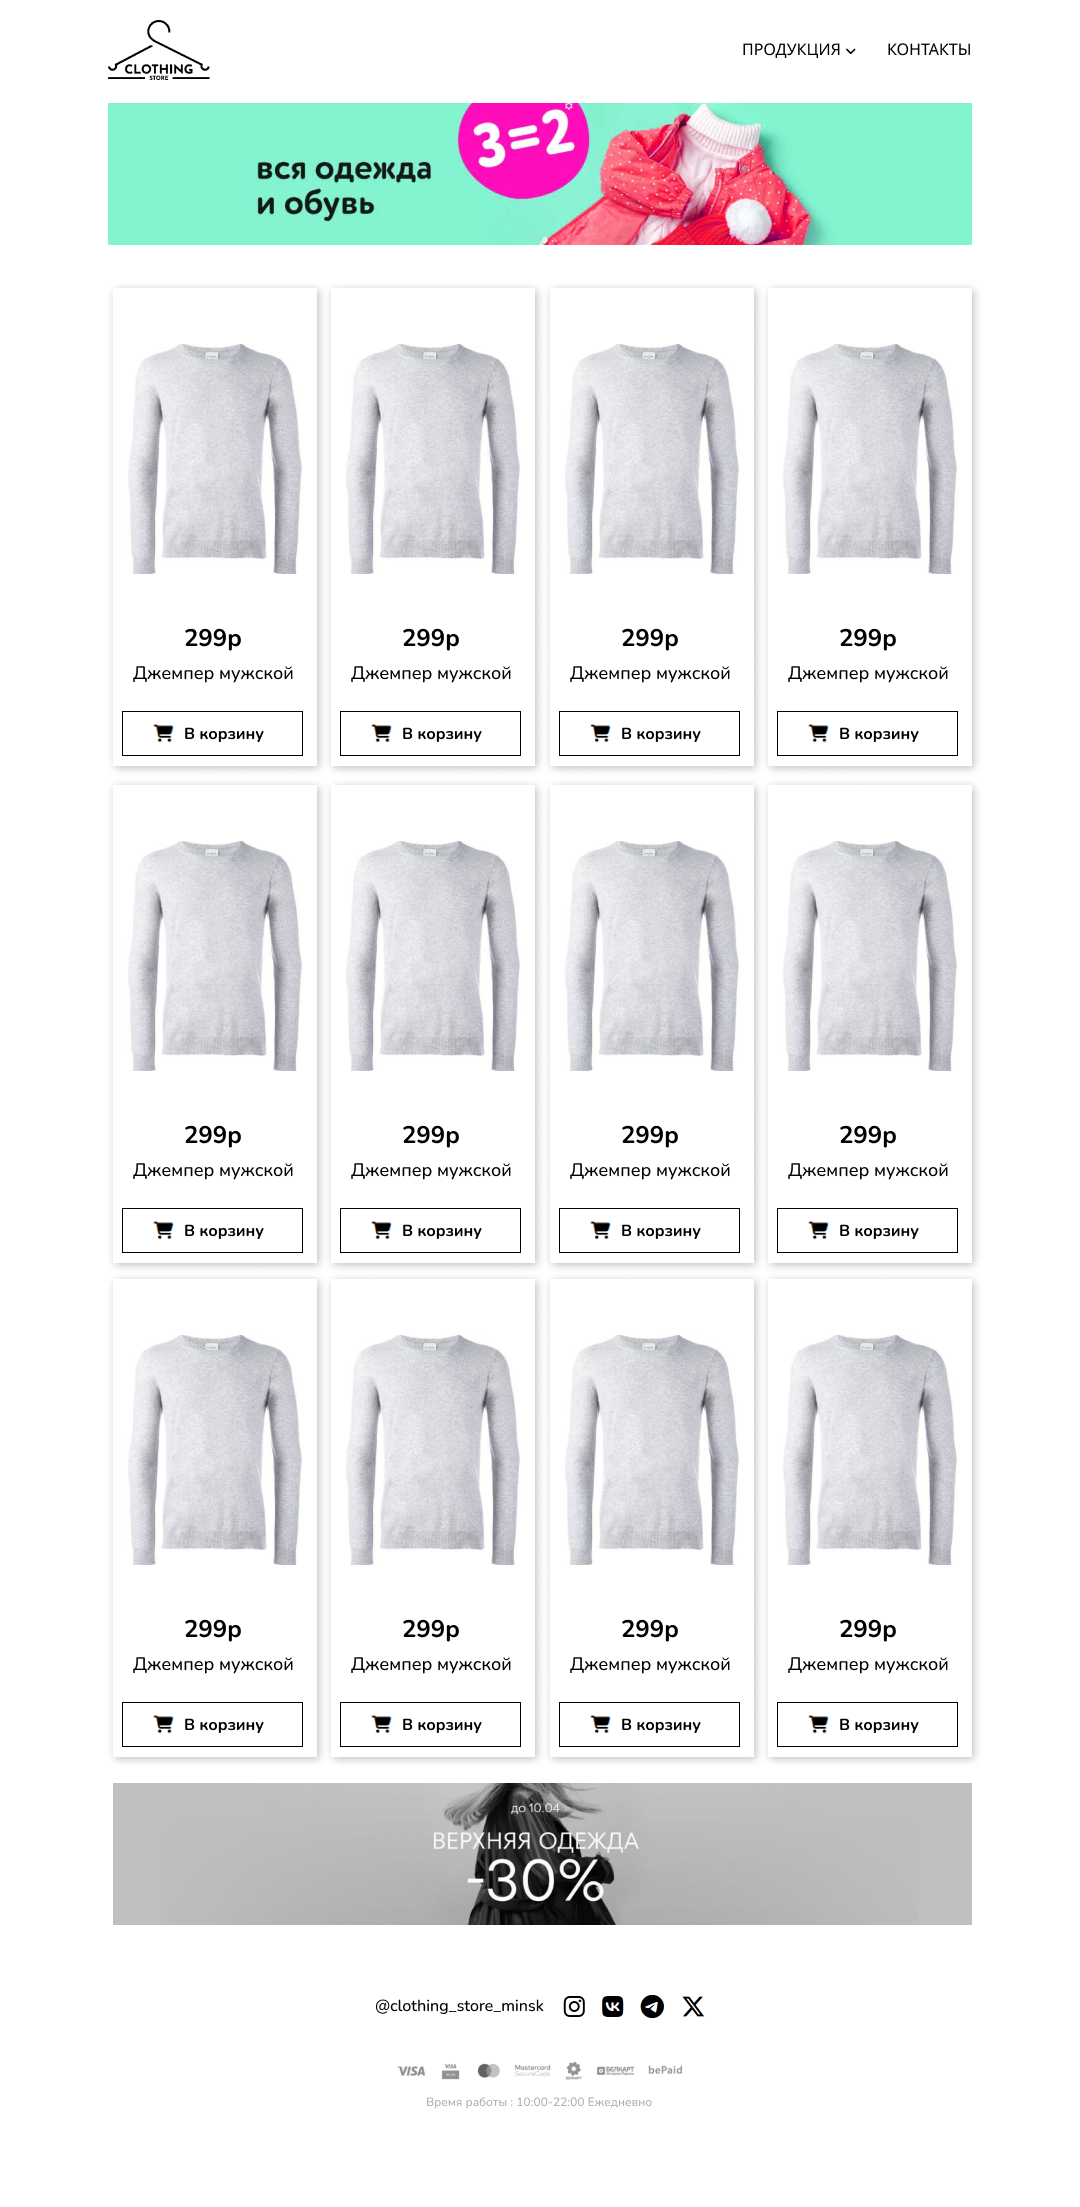 CLOTHING
STORE
ПРОДУКЦИЯ
КОНТАКТЫ
3=2
вся одежда
и обувь
299р
299р
299р
299р
Джемпер мужской
Джемпер мужской
Джемпер мужской
Джемпер мужской
В корзину
В корзину
В корзину
В корзину
299р
299р
299р
299р
Джемпер мужской
Джемпер мужской
Джемпер мужской
Джемпер мужской
В корзину
В корзину
В корзину
В корзину
299р
299р
299р
299р
Джемпер мужской
Джемпер мужской
Джемпер мужской
Джемпер мужской
В корзину
В корзину
В корзину
В корзину
до 10.04
ВЕРХНЯЯ ОДЕЖДА
-30%
@clothing_store_minsk
VISA
VISA
Mastercard
SecureCode
БЕЛКАРТ
БЕЛКАРТ
bePaid
Время работы : 10:00-22:00 Ежедневно